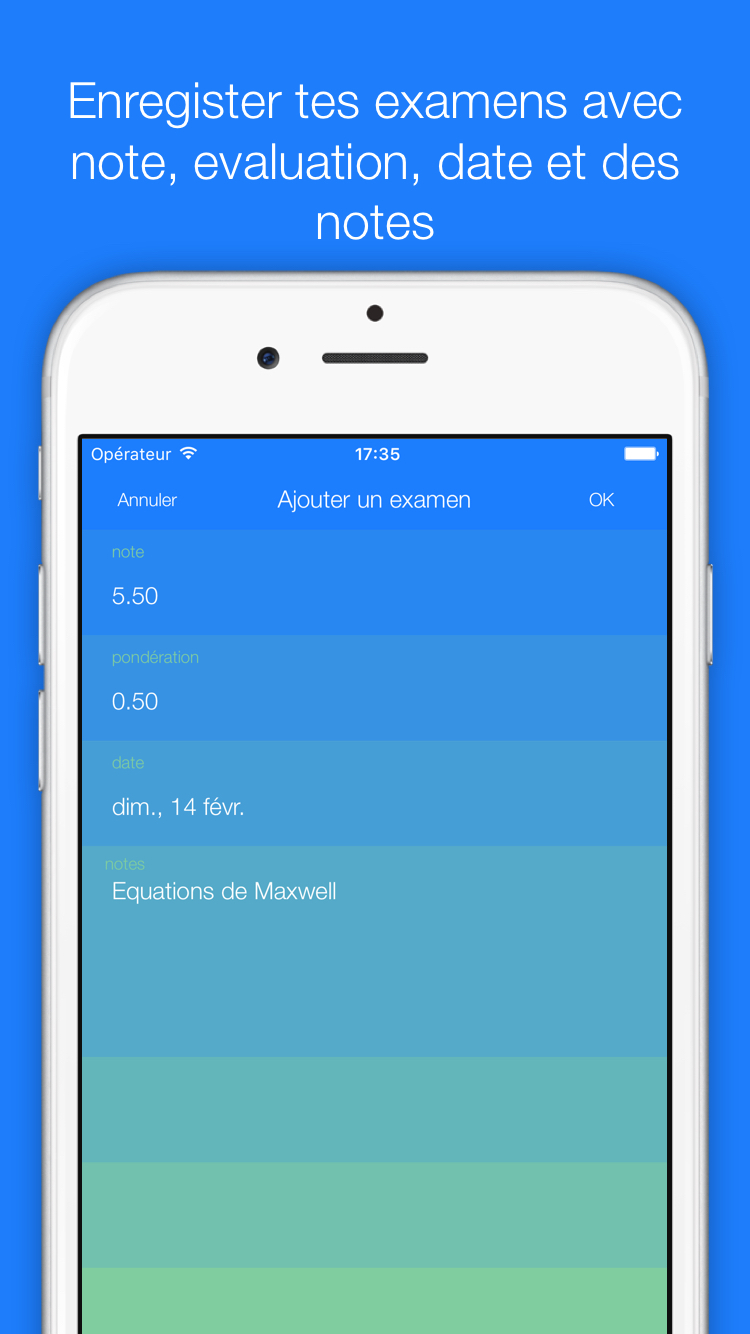 Enregister tes examens avec
note, evaluation, date et des
notes
Opérateur 17:35
Annuler Ajouter un examen OK
note
5.50
pondération
0.50
date
dim., 14 févr.
notes
Equations de Maxwell